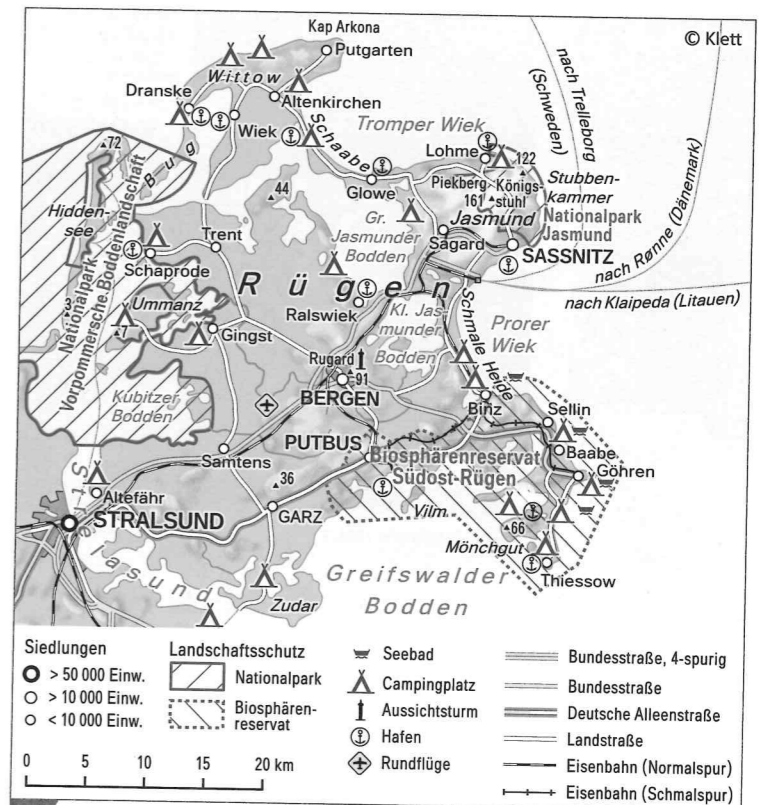 © Klett
Kap Arkona
Putgarten
Wittow
Dranske
Altenkirchen
Wiek
Schaabe
Tromper Wiek
nach Trelleborg
(Schweden)
nach Rønne (Dänemark)
nach Klaipeda (Litauen)
72
Bug
Hidden-
see
Nationalpark
Vorpommersche Boddenlandschaft
44
Glowe
Lohme
122
Piekberg
161
Königs-
stuhl
Stubben-
kammer
Nationalpark
Jasmund
Jasmund
Gr.
Jasmunder
Bodden
Sagard
SASSNITZ
Trent
Schaprode
Rügen
Ummanz
3
7
Gingst
Ralswiek
Kl. Jas-
munder
Bodden
Schmale Heide
Prorer
Wiek
Kubitzer
Bodden
Rugard
91
BERGEN
Binz
Sellin
Baabe
Göhren
PUTBUS
Biosphärenreservat
Südost-Rügen
Samtens
36
Altefähr
STRALSUND
Strelasund
GARZ
Vilm
66
Mönchgut
Thiessow
Greifswalder
Bodden
Zudar
Siedlungen
> 50 000 Einw.
> 10 000 Einw.
< 10 000 Einw.
0 5 10 15 20 km
Landschaftsschutz
Nationalpark
Biosphären-
reservat
Seebad
Campingplatz
Aussichtsturm
Hafen
Rundflüge
Bundesstraße, 4-spurig
Bundesstraße
Deutsche Alleenstraße
Landstraße
Eisenbahn (Normalspur)
Eisenbahn (Schmalspur)